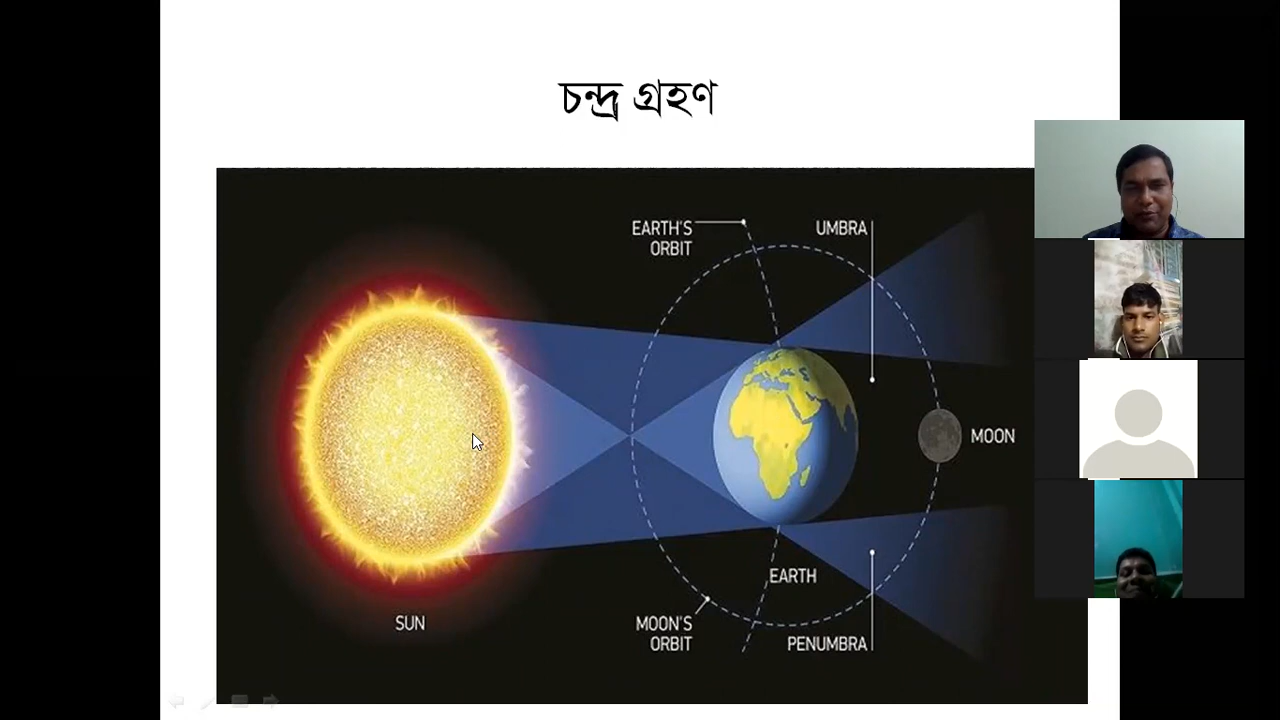 চন্দ্র গ্রহণ
EARTH'S
ORBIT
UMBRA
MOON
EARTH
SUN
MOON'S
ORBIT
PENUMBRA